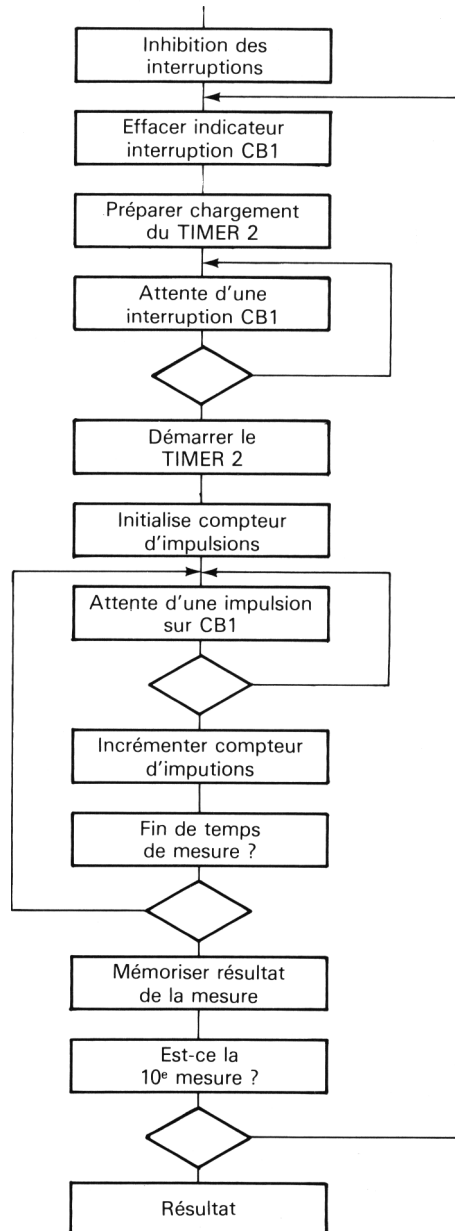 Inhibition des
interruptions
Effacer indicateur
interruption CB1
Préparer chargement
du TIMER 2
Attente d'une
interruption CB1
Démarrer le
TIMER 2
Initialise compteur
d'impulsions
Attente d'une impulsion
sur CB1
Incrémenter compteur
d'imputions
Fin de temps
de mesure ?
Mémoriser résultat
de la mesure
Est-ce la
10ᵉ mesure ?
Résultat